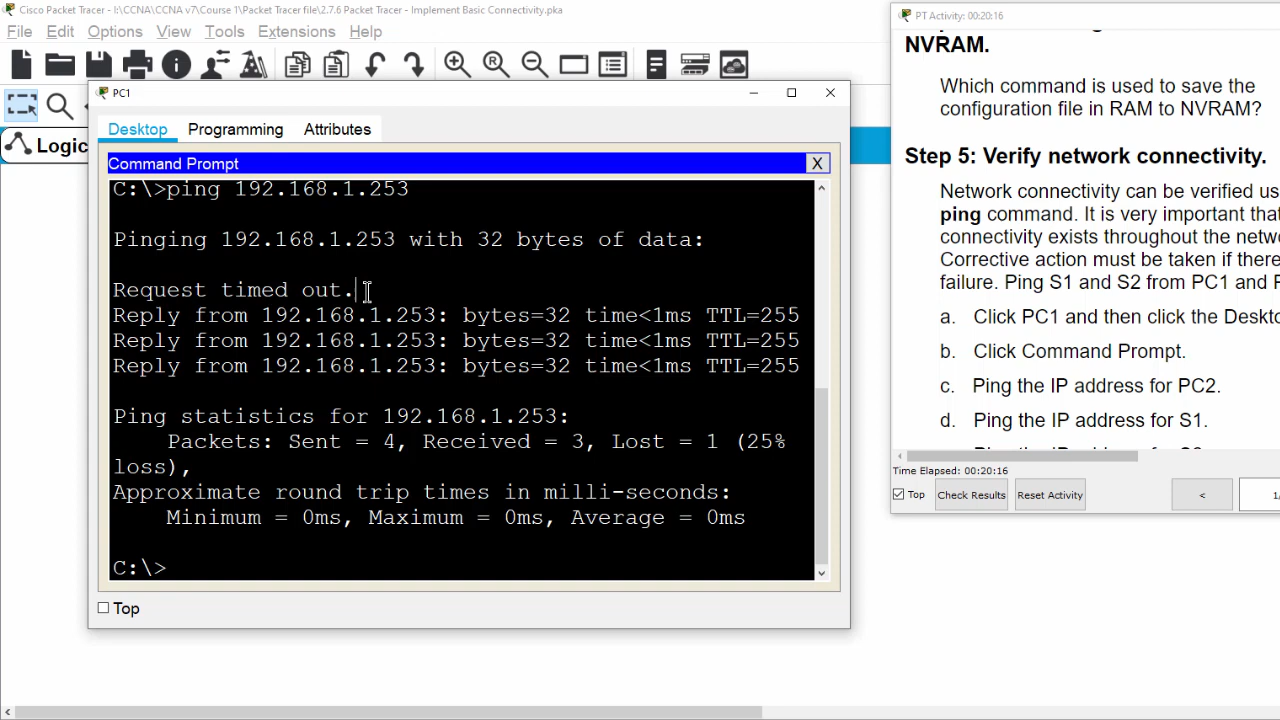 Cisco Packet Tracer - I:\CCNA\CCNA v7\Course 1\Packet Tracer file\2.7.6 Packet Tracer - Implement Basic Connectivity.pka
File Edit Options View Tools Extensions Help
Logic
PC1
Desktop Programming Attributes
Command Prompt X
C:\>ping 192.168.1.253
Pinging 192.168.1.253 with 32 bytes of data:
Request timed out.
Reply from 192.168.1.253: bytes=32 time<1ms TTL=255
Reply from 192.168.1.253: bytes=32 time<1ms TTL=255
Reply from 192.168.1.253: bytes=32 time<1ms TTL=255
Ping statistics for 192.168.1.253:
Packets: Sent = 4, Received = 3, Lost = 1 (25%
loss),
Approximate round trip times in milli-seconds:
Minimum = 0ms, Maximum = 0ms, Average = 0ms
C:\>
Top
PT Activity: 00:20:16
NVRAM.
Which command is used to save the
configuration file in RAM to NVRAM?
Step 5: Verify network connectivity.
Network connectivity can be verified us
ping command. It is very important that
connectivity exists throughout the netw
Corrective action must be taken if there
failure. Ping S1 and S2 from PC1 and P
a. Click PC1 and then click the Deskto
b. Click Command Prompt.
c. Ping the IP address for PC2.
d. Ping the IP address for S1.
Time Elapsed: 00:20:16
Top Check Results Reset Activity < 1/